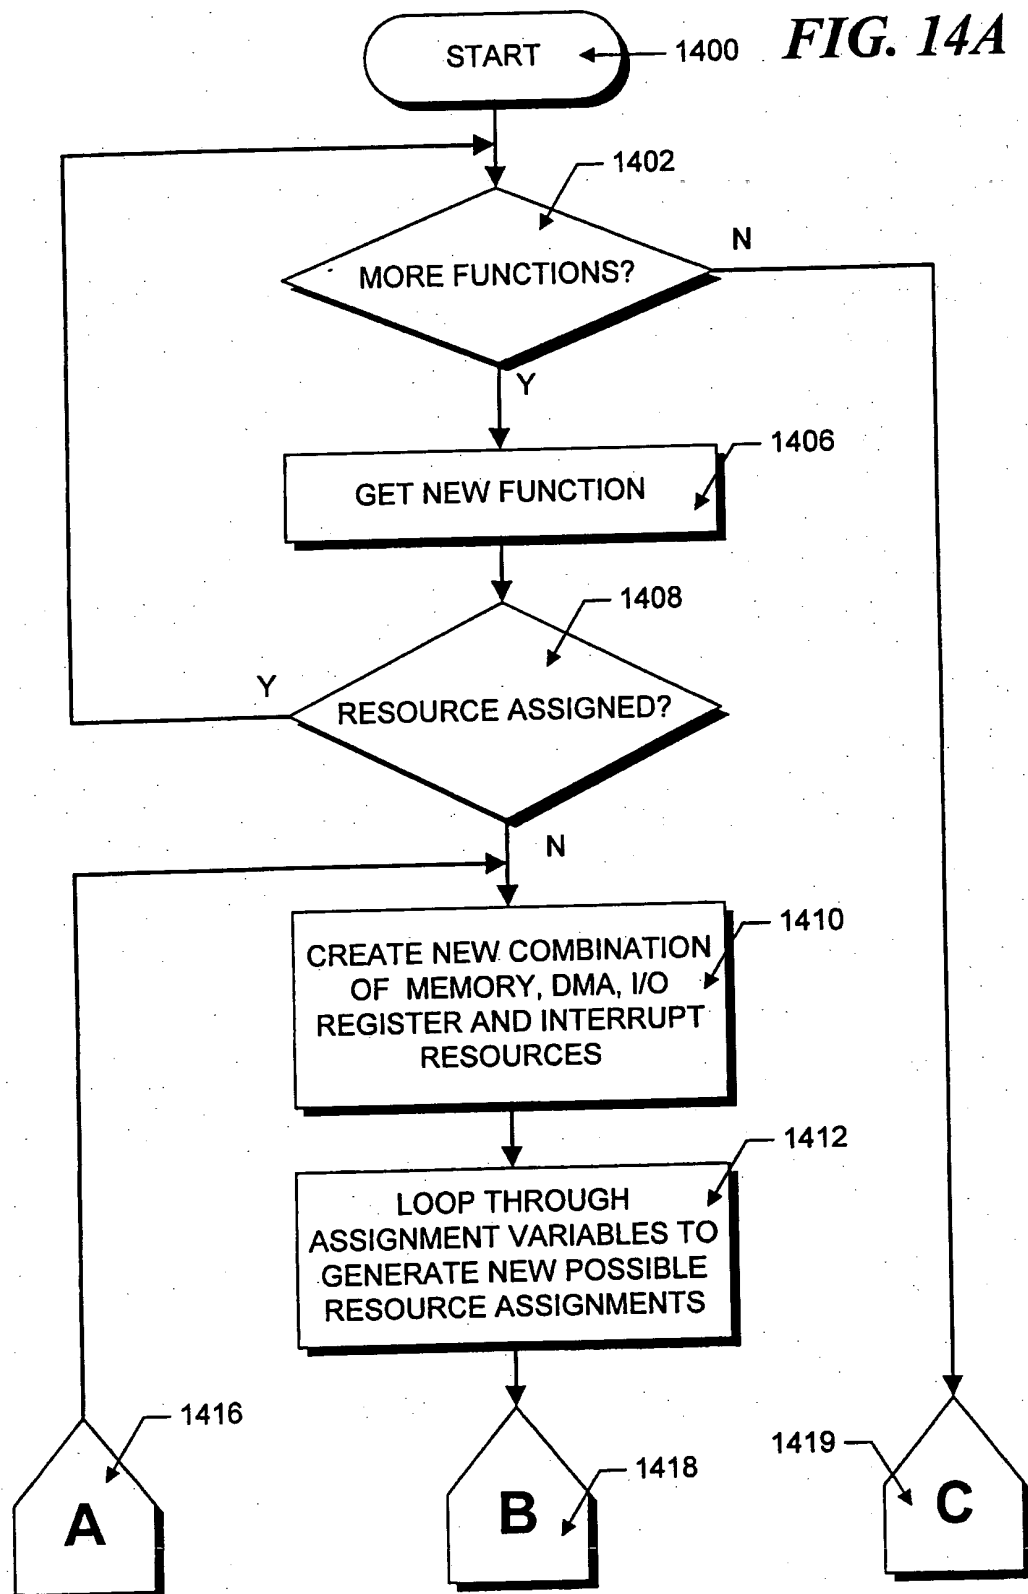 FIG. 14A
START
1400
1402
MORE FUNCTIONS?
N
Y
1406
GET NEW FUNCTION
1408
Y
RESOURCE ASSIGNED?
N
1410
CREATE NEW COMBINATION
OF MEMORY, DMA, I/O
REGISTER AND INTERRUPT
RESOURCES
1412
LOOP THROUGH
ASSIGNMENT VARIABLES TO
GENERATE NEW POSSIBLE
RESOURCE ASSIGNMENTS
1416
A
1418
B
1419
C